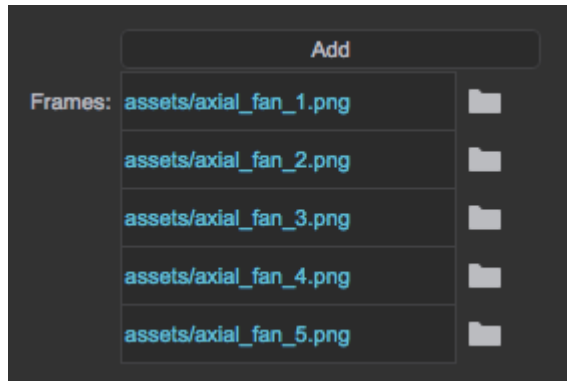 Add
Frames: assets/axial_fan_1.png
assets/axial_fan_2.png
assets/axial_fan_3.png
assets/axial_fan_4.png
assets/axial_fan_5.png